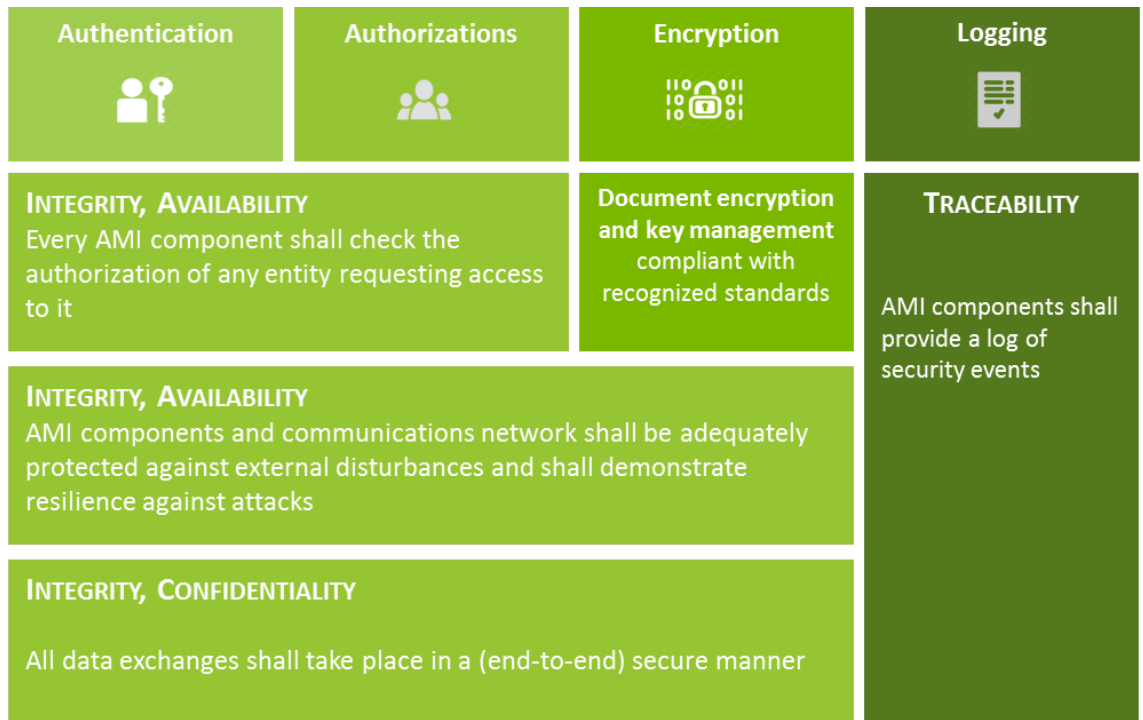 Authentication
Authorizations
Encryption
Logging
INTEGRITY, AVAILABILITY
Every AMI component shall check the
authorization of any entity requesting access
to it
Document encryption
and key management
compliant with
recognized standards
TRACEABILITY
AMI components shall
provide a log of
security events
INTEGRITY, AVAILABILITY
AMI components and communications network shall be adequately
protected against external disturbances and shall demonstrate
resilience against attacks
INTEGRITY, CONFIDENTIALITY
All data exchanges shall take place in a (end-to-end) secure manner